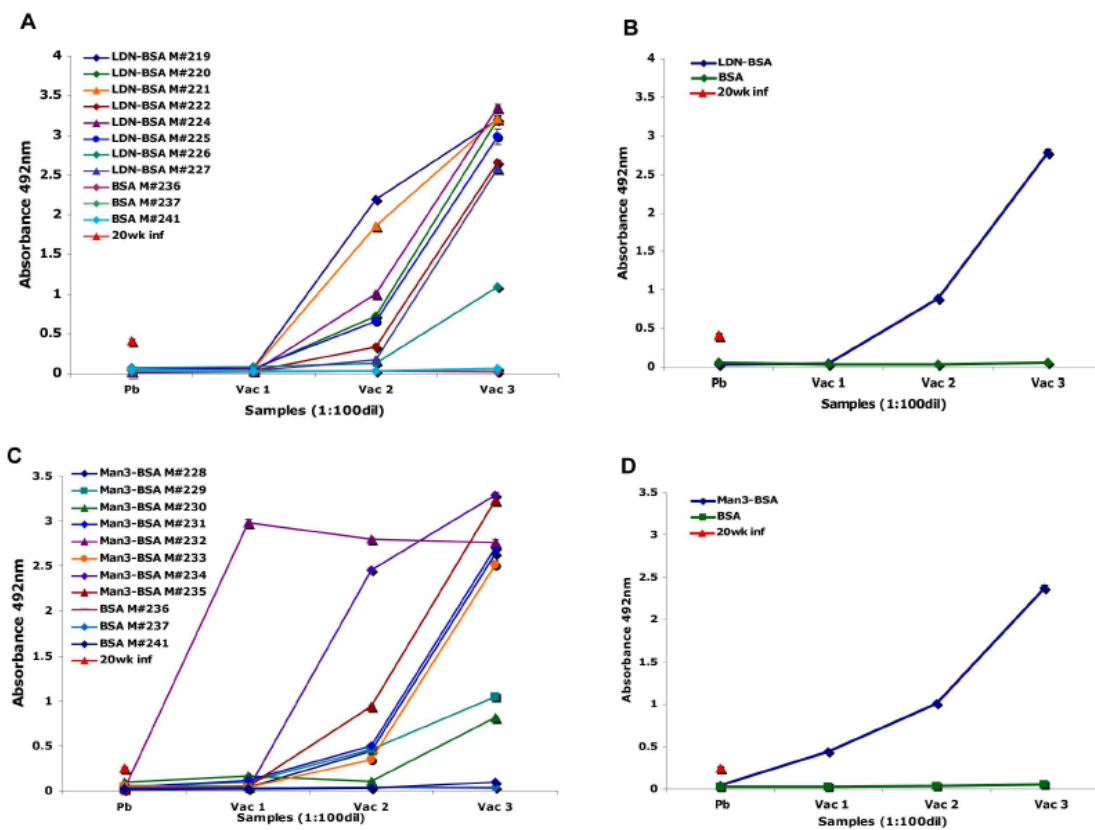 A
4
3.5
3
2.5
2
1.5
1
0.5
0
Absorbance 492nm
LDN-BSA M#219
LDN-BSA M#220
LDN-BSA M#221
LDN-BSA M#222
LDN-BSA M#224
LDN-BSA M#225
LDN-BSA M#226
LDN-BSA M#227
BSA M#236
BSA M#237
BSA M#241
20wk inf
Pb Vac 1 Vac 2 Vac 3
Samples (1:100dil)
B
4
3.5
3
2.5
2
1.5
1
0.5
0
Absorbance 492nm
LDN-BSA
BSA
20wk inf
Pb Vac 1 Vac 2 Vac 3
Samples (1:100dil)
C
3.5
3
2.5
2
1.5
1
0.5
0
Absorbance 492nm
Man3-BSA M#228
Man3-BSA M#229
Man3-BSA M#230
Man3-BSA M#231
Man3-BSA M#232
Man3-BSA M#233
Man3-BSA M#234
Man3-BSA M#235
BSA M#236
BSA M#237
BSA M#241
20wk inf
Pb Vac 1 Vac 2 Vac 3
Samples (1:100dil)
D
3.5
3
2.5
2
1.5
1
0.5
0
Absorbance 492nm
Man3-BSA
BSA
20wk inf
Pb Vac 1 Vac 2 Vac 3
Samples (1:100dil)